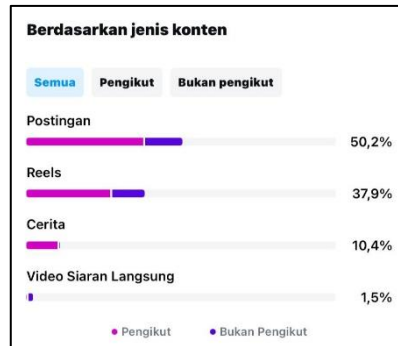 Berdasarkan jenis konten
Semua Pengikut Bukan pengikut
Postingan
50,2%
Reels
37,9%
Cerita
10,4%
Video Siaran Langsung
1,5%
Pengikut Bukan Pengikut